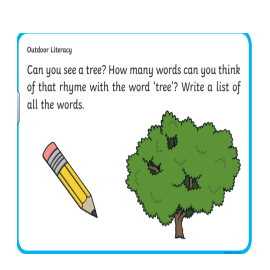 Outdoor Literacy
Can you see a tree? How many words can you think
of that rhyme with the word ‘tree’? Write a list of
all the words.